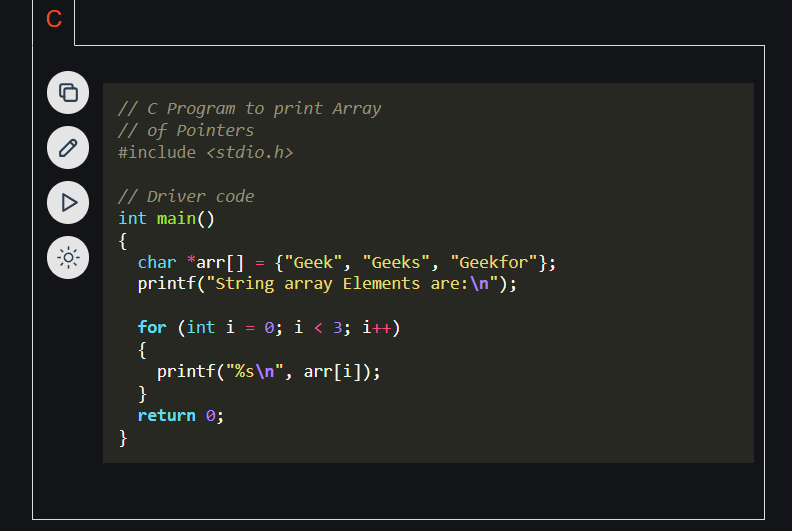 C
// C Program to print Array
// of Pointers
#include <stdio.h>
// Driver code
int main()
{
  char *arr[] = {"Geek", "Geeks", "Geekfor"};
  printf("String array Elements are:\n");
  for (int i = 0; i < 3; i++)
  {
    printf("%s\n", arr[i]);
  }
  return 0;
}